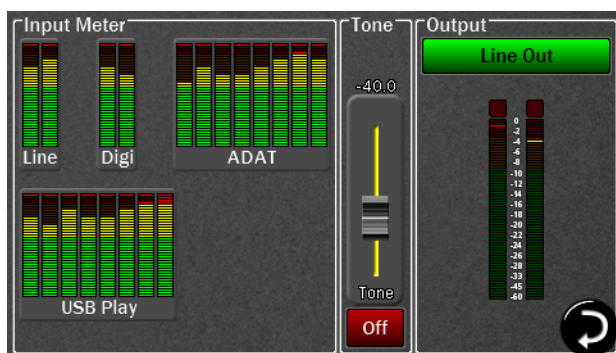 Input Meter
Tone
Output
Line Out
-40.0
Line
Digi
ADAT
0
-2
-4
-6
-8
-10
-12
-14
-16
-18
-20
-22
-24
-26
-28
-33
-45
-60
USB Play
Tone
Off